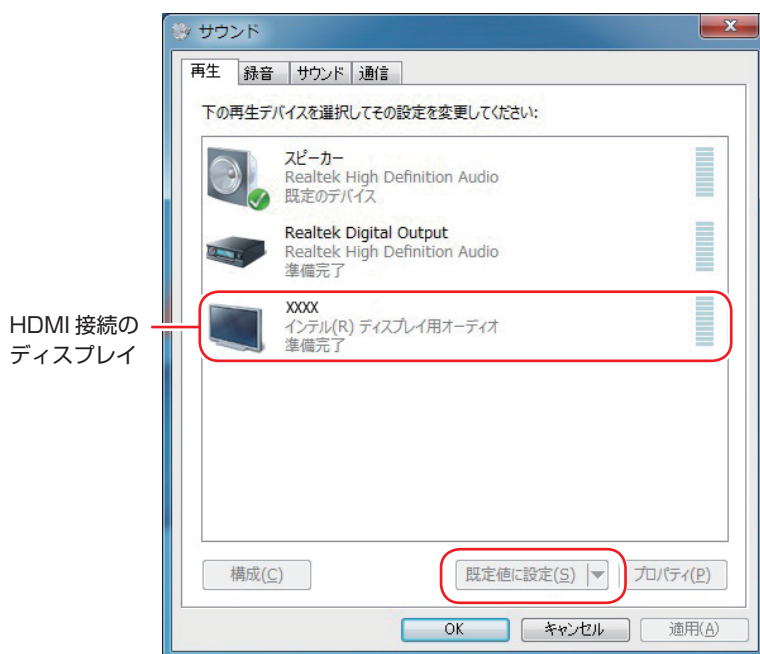 サウンド
再生 録音 サウンド 通信
下の再生デバイスを選択してその設定を変更してください:
スピーカー
Realtek High Definition Audio
既定のデバイス
Realtek Digital Output
Realtek High Definition Audio
準備完了
HDMI 接続の
ディスプレイ
XXXX
インテル(R) ディスプレイ用オーディオ
準備完了
構成(C) 既定値に設定(S) プロパティ(P)
OK キャンセル 適用(A)